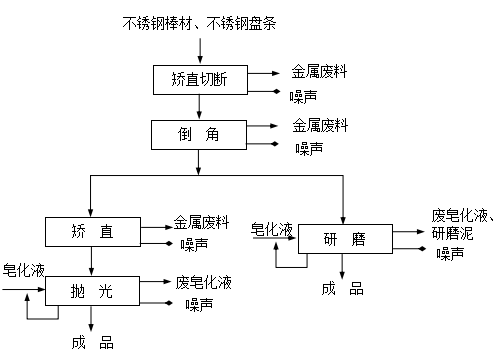 不锈钢棒材、不锈钢盘条
矫直切断
金属废料
噪声
倒 角
金属废料
噪声
矫 直
金属废料
噪声
皂化液
抛 光
废皂化液
噪声
成 品
皂化液
研 磨
废皂化液、
研磨泥
噪声
成 品